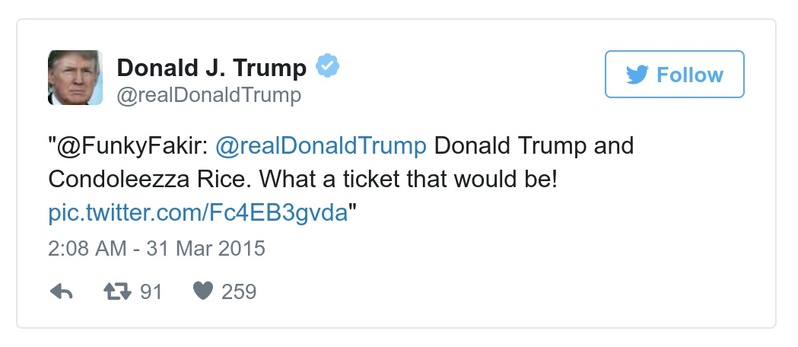 Donald J. Trump
@realDonaldTrump
Follow
"@FunkyFakir: @realDonaldTrump Donald Trump and
Condoleezza Rice. What a ticket that would be!
pic.twitter.com/Fc4EB3gvda"
2:08 AM - 31 Mar 2015
91 259